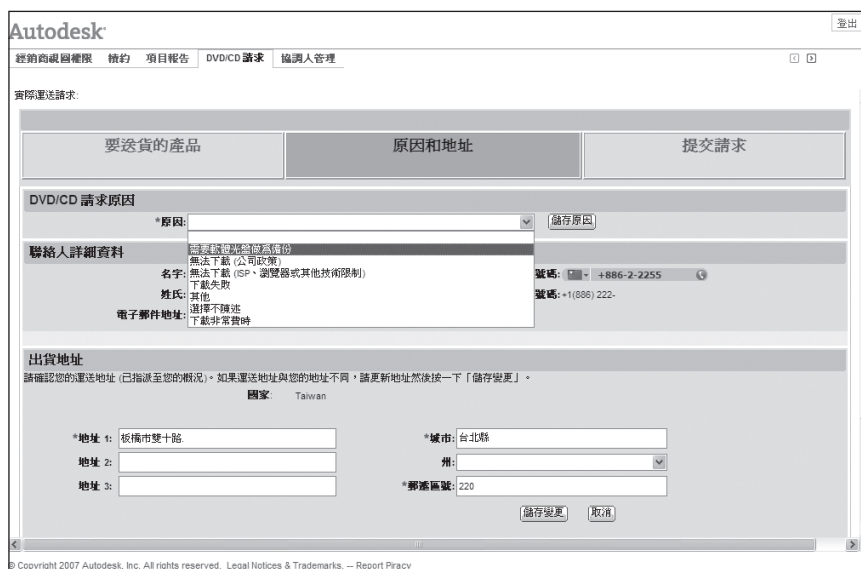 登出
Autodesk
經銷商視圖權限 續約 項目報告 DVD/CD 請求 協調人管理
實際運送請求:
要送貨的產品 原因和地址 提交請求
DVD/CD 請求原因
*原因: 儲存原因
需要軟體光盤做為備份
聯絡人詳細資料
無法下載 (公司政策)
名字: 無法下載 (ISP、瀏覽器或其他技術限制) 號碼: +886-2-2255
下載失敗
姓氏: 其他 號碼: +1(886) 222-
選擇不陳述
電子郵件地址: 下載非常費時
出貨地址
請確認您的運送地址 (已指派至您的概況)。如果運送地址與您的地址不同,請更新地址然後按一下「儲存變更」。
國家: Taiwan
*地址 1: 板橋市雙十路. *城市: 台北縣
地址 2: 州:
地址 3: *郵遞區號: 220
儲存變更 取消
© Copyright 2007 Autodesk, Inc. All rights reserved. Legal Notices & Trademarks. -- Report Piracy